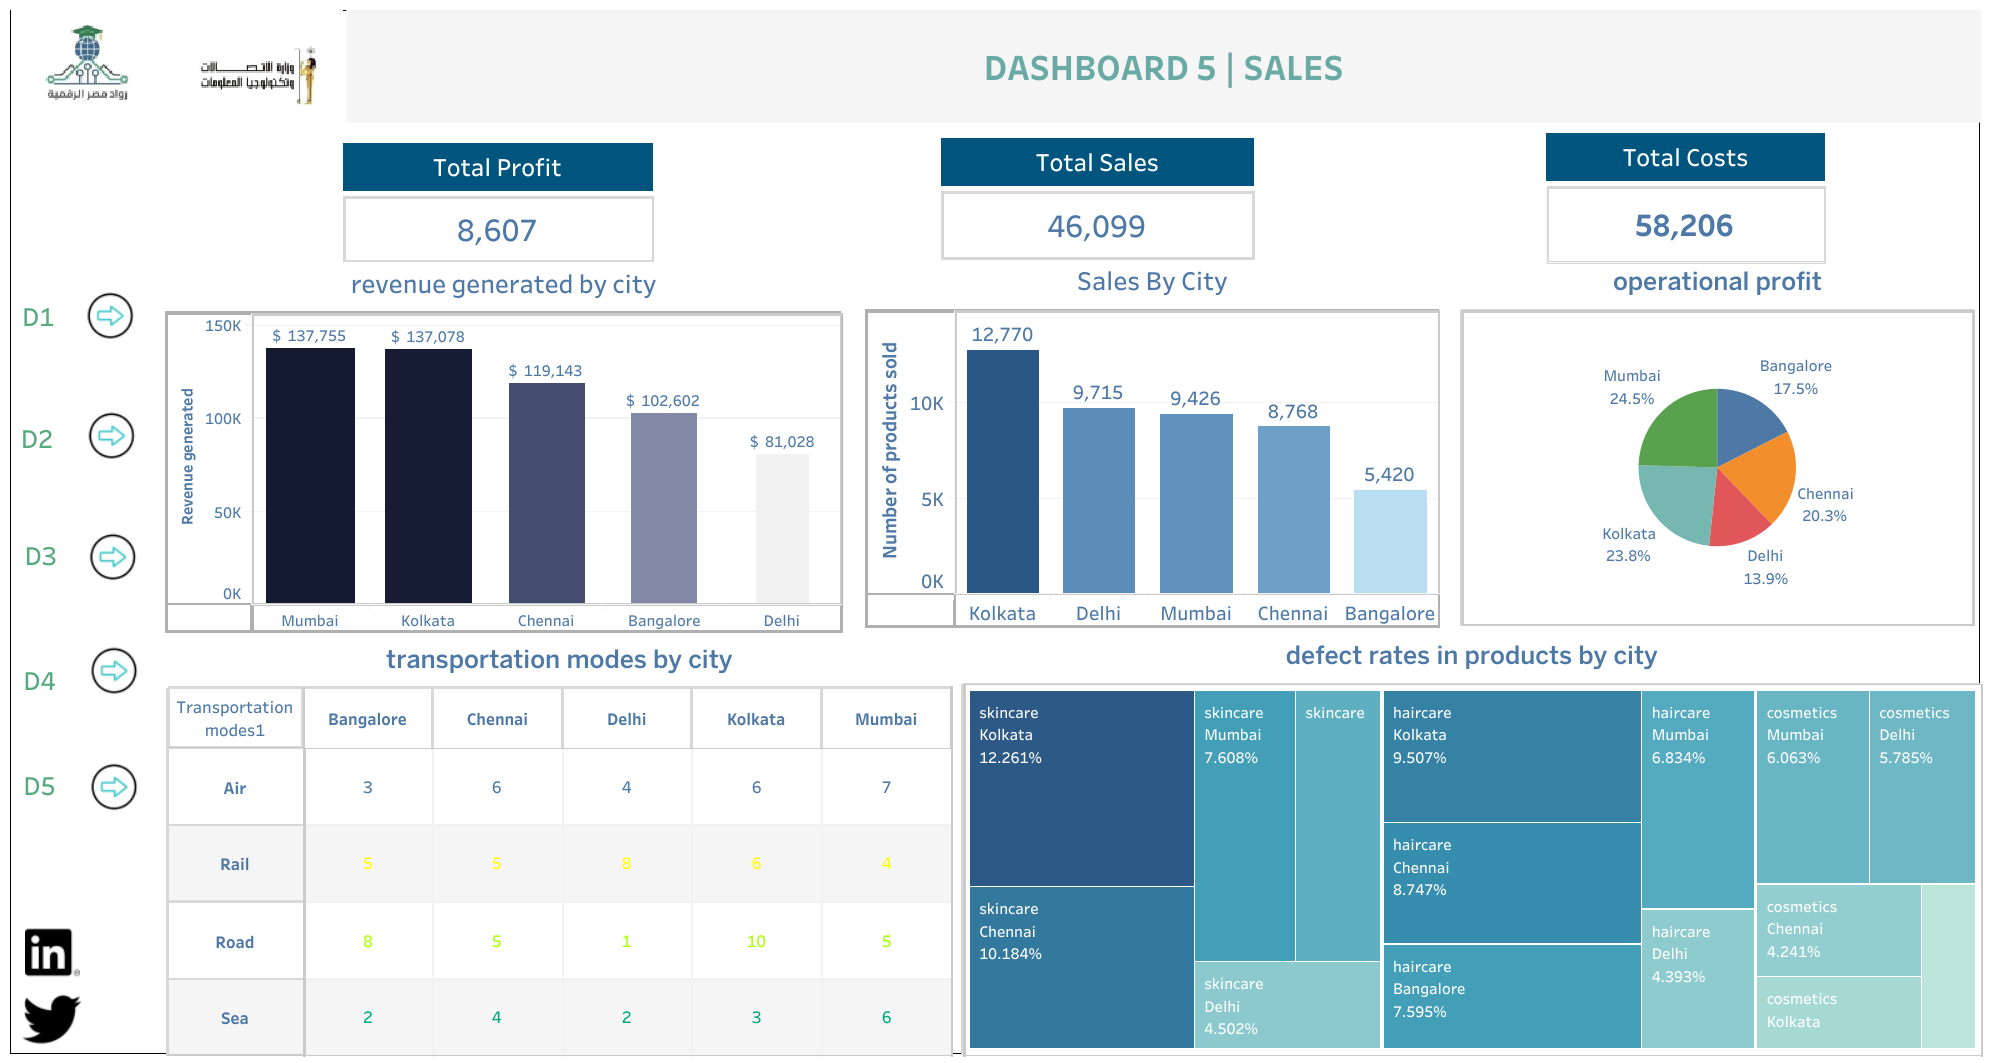 رواد مصر الرقمية
وزارة الاتصالات
وتكنولوجيا المعلومات
DASHBOARD 5 | SALES
Total Profit
8,607
Total Sales
46,099
Total Costs
58,206
D1
D2
D3
D4
D5
in
revenue generated by city
Revenue generated
150K
100K
50K
0K
$ 137,755
$ 137,078
$ 119,143
$ 102,602
$ 81,028
Mumbai
Kolkata
Chennai
Bangalore
Delhi
Sales By City
Number of products sold
10K
5K
0K
12,770
9,715
9,426
8,768
5,420
Kolkata
Delhi
Mumbai
Chennai
Bangalore
operational profit
Mumbai
24.5%
Bangalore
17.5%
Chennai
20.3%
Kolkata
23.8%
Delhi
13.9%
transportation modes by city
Transportation
modes1
Bangalore
Chennai
Delhi
Kolkata
Mumbai
Air 3 6 4 6 7
Rail 5 5 8 6 4
Road 8 5 1 10 5
Sea 2 4 2 3 6
defect rates in products by city
skincare
Kolkata
12.261%
skincare
Chennai
10.184%
skincare
Mumbai
7.608%
skincare
skincare
Delhi
4.502%
haircare
Kolkata
9.507%
haircare
Chennai
8.747%
haircare
Bangalore
7.595%
haircare
Mumbai
6.834%
haircare
Delhi
4.393%
cosmetics
Mumbai
6.063%
cosmetics
Delhi
5.785%
cosmetics
Chennai
4.241%
cosmetics
Kolkata